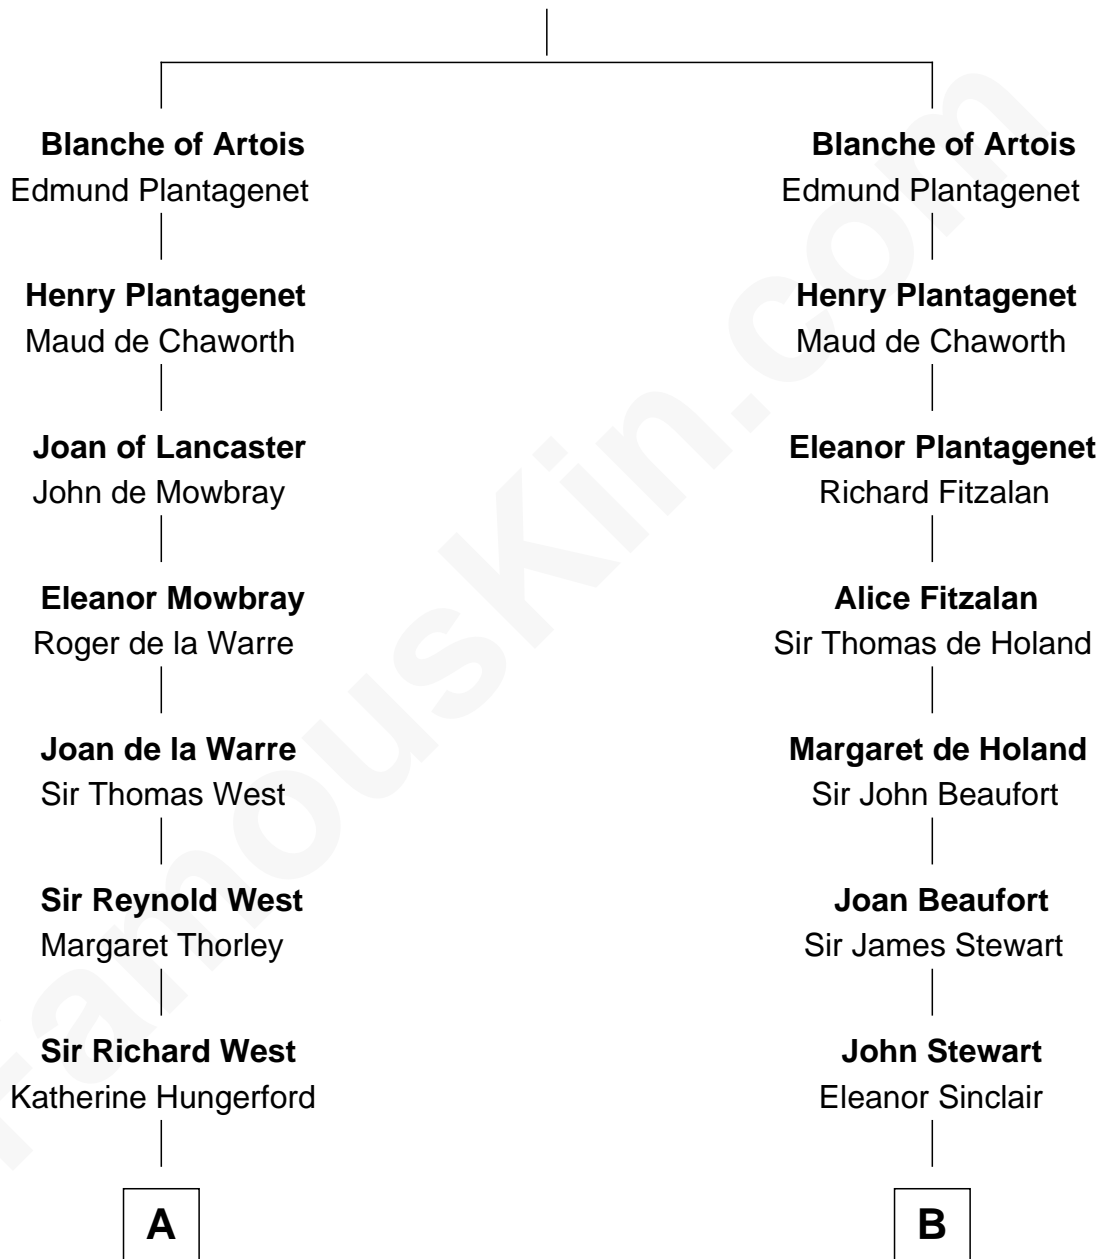 Blanche of Artois
Edmund Plantagenet
Henry Plantagenet
Maud de Chaworth
Joan of Lancaster
John de Mowbray
Eleanor Mowbray
Roger de la Warre
Joan de la Warre
Sir Thomas West
Sir Reynold West
Margaret Thorley
Sir Richard West
Katherine Hungerford
A
Blanche of Artois
Edmund Plantagenet
Henry Plantagenet
Maud de Chaworth
Eleanor Plantagenet
Richard Fitzalan
Alice Fitzalan
Sir Thomas de Holand
Margaret de Holand
Sir John Beaufort
Joan Beaufort
Sir James Stewart
John Stewart
Eleanor Sinclair
B
FamousKin.com